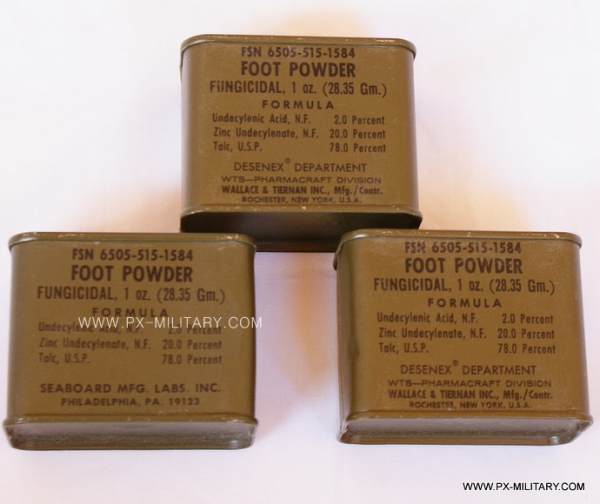 FSN 6505-515-1584
FOOT POWDER
FUNGICIDAL, 1 oz. (28.35 Gm.)
FORMULA
Undecylenic Acid, N.F. 2.0 Percent
Zinc Undecylenate, N.F. 20.0 Percent
Talc, U.S.P. 78.0 Percent
DESENEX® DEPARTMENT
WTS—PHARMACRAFT DIVISION
WALLACE & TIERNAN INC., Mfg./Contr.
ROCHESTER, NEW YORK, U.S.A.
FSN 6505-515-1584
FOOT POWDER
FUNGICIDAL, 1 oz. (28.35 Gm.)
FORMULA
Undecylenic Acid, N.F. 2.0 Percent
WWW.PX-MILITARY.COM
Zinc Undecylenate, N.F. 20.0 Percent
Talc, U.S.P. 78.0 Percent
SEABOARD MFG. LABS. INC.
PHILADELPHIA, PA. 19123
FSN 6505-515-1584
FOOT POWDER
FUNGICIDAL, 1 oz. (28.35 Gm.)
FORMULA
Undecylenic Acid, N.F. 2.0 Percent
Zinc Undecylenate, N.F. 20.0 Percent
Talc, U.S.P. 78.0 Percent
DESENEX® DEPARTMENT
WTS—PHARMACRAFT DIVISION
WALLACE & TIERNAN INC., Mfg./Contr.
ROCHESTER, NEW YORK, U.S.A.
WWW.PX-MILITARY.COM